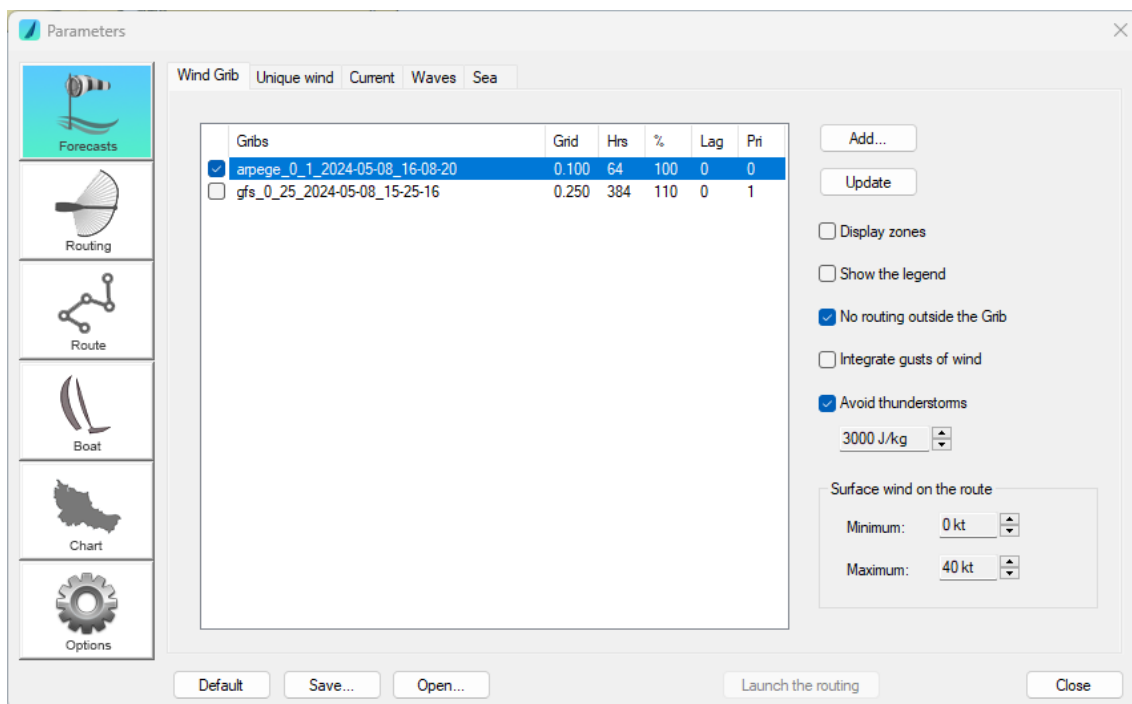 Parameters
Forecasts
Routing
Route
Boat
Chart
Options
Wind Grib Unique wind Current Waves Sea
Gribs Grid Hrs % Lag Pri
arpege_0_1_2024-05-08_16-08-20 0.100 64 100 0 0
gfs_0_25_2024-05-08_15-25-16 0.250 384 110 0 1
Add...
Update
Display zones
Show the legend
No routing outside the Grib
Integrate gusts of wind
Avoid thunderstorms
3000 J/kg
Surface wind on the route
Minimum: 0 kt
Maximum: 40 kt
Default Save... Open... Launch the routing Close